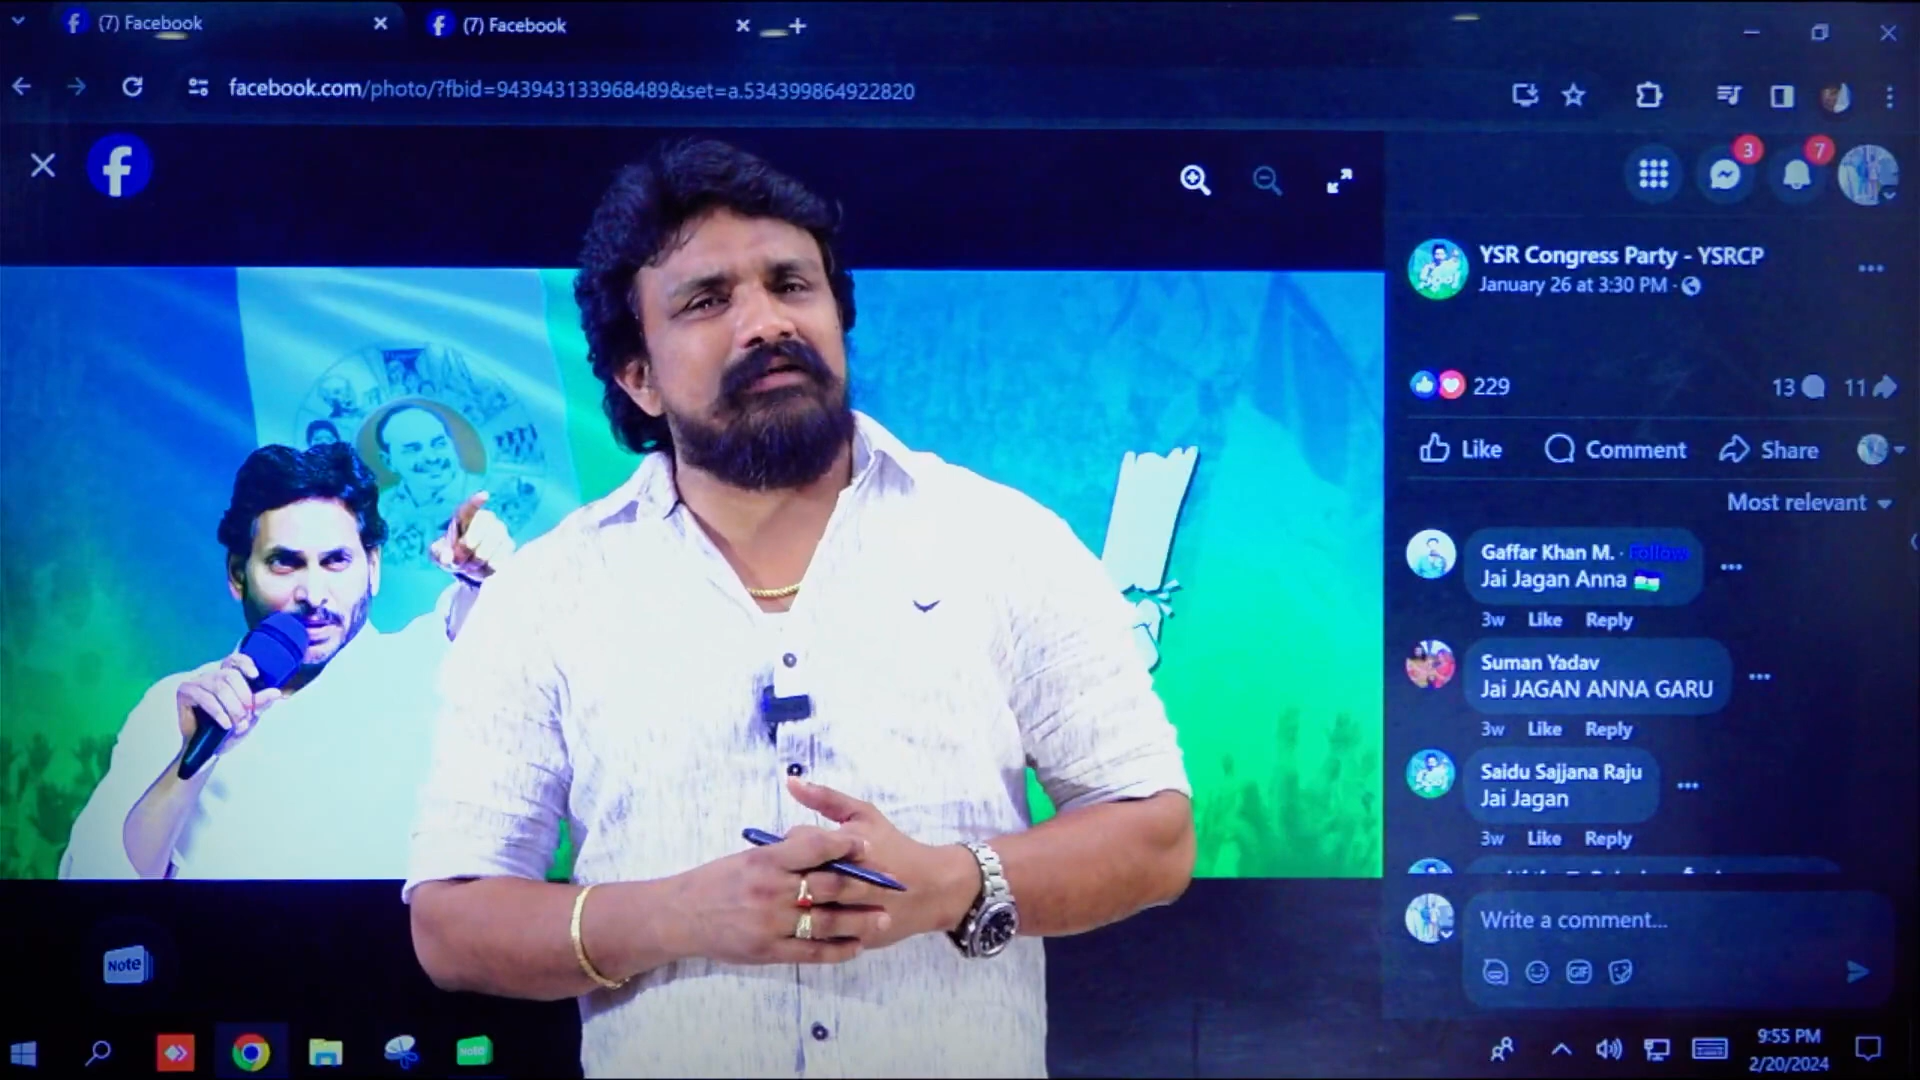 (7) Facebook
(7) Facebook
facebook.com/photo/?fbid=943943133968489&set=a.534399864922820
3
7
YSR Congress Party - YSRCP
January 26 at 3:30 PM ·
229
13
11
Like
Comment
Share
Most relevant
Gaffar Khan M. · Follow
Jai Jagan Anna
3w Like Reply
Suman Yadav
Jai JAGAN ANNA GARU
3w Like Reply
Saidu Sajjana Raju
Jai Jagan
3w Like Reply
Write a comment...
GIF
Note
Note
9:55 PM
2/20/2024